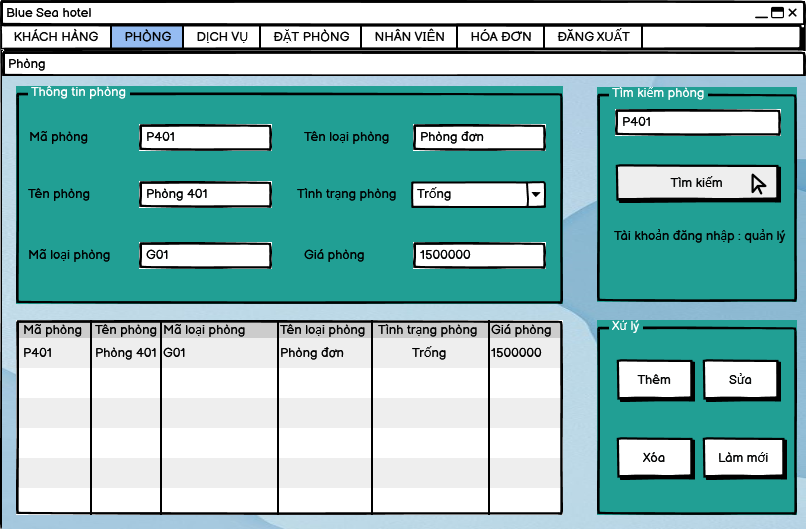 Blue Sea hotel
KHÁCH HÀNG PHÒNG DỊCH VỤ ĐẶT PHÒNG NHÂN VIÊN HÓA ĐƠN ĐĂNG XUẤT
Phòng
Thông tin phòng
Mã phòng P401 Tên loại phòng Phòng đơn
Tên phòng Phòng 401 Tình trạng phòng Trống
Mã loại phòng G01 Giá phòng 1500000
Tìm kiếm phòng
P401
Tìm kiếm
Tài khoản đăng nhập : quản lý
Mã phòng Tên phòng Mã loại phòng Tên loại phòng Tình trạng phòng Giá phòng
P401 Phòng 401 G01 Phòng đơn Trống 1500000
Xử lý
Thêm Sửa
Xóa Làm mới